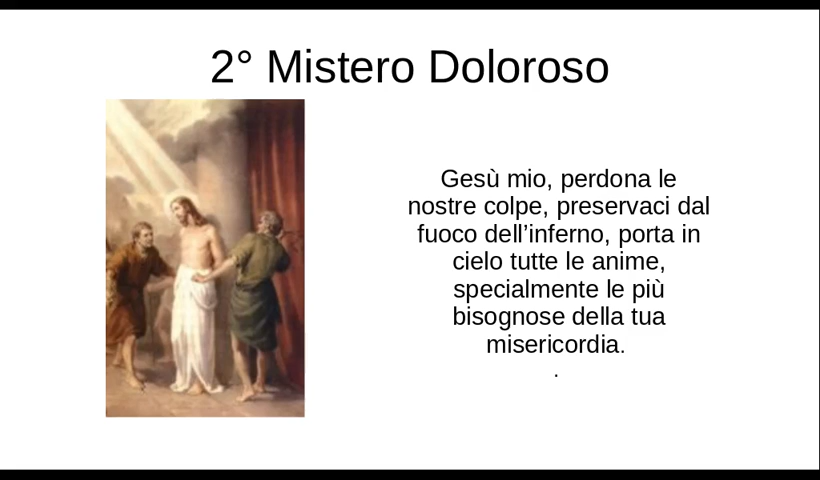 2° Mistero Doloroso
Gesù mio, perdona le
nostre colpe, preservaci dal
fuoco dell’inferno, porta in
cielo tutte le anime,
specialmente le più
bisognose della tua
misericordia.
.